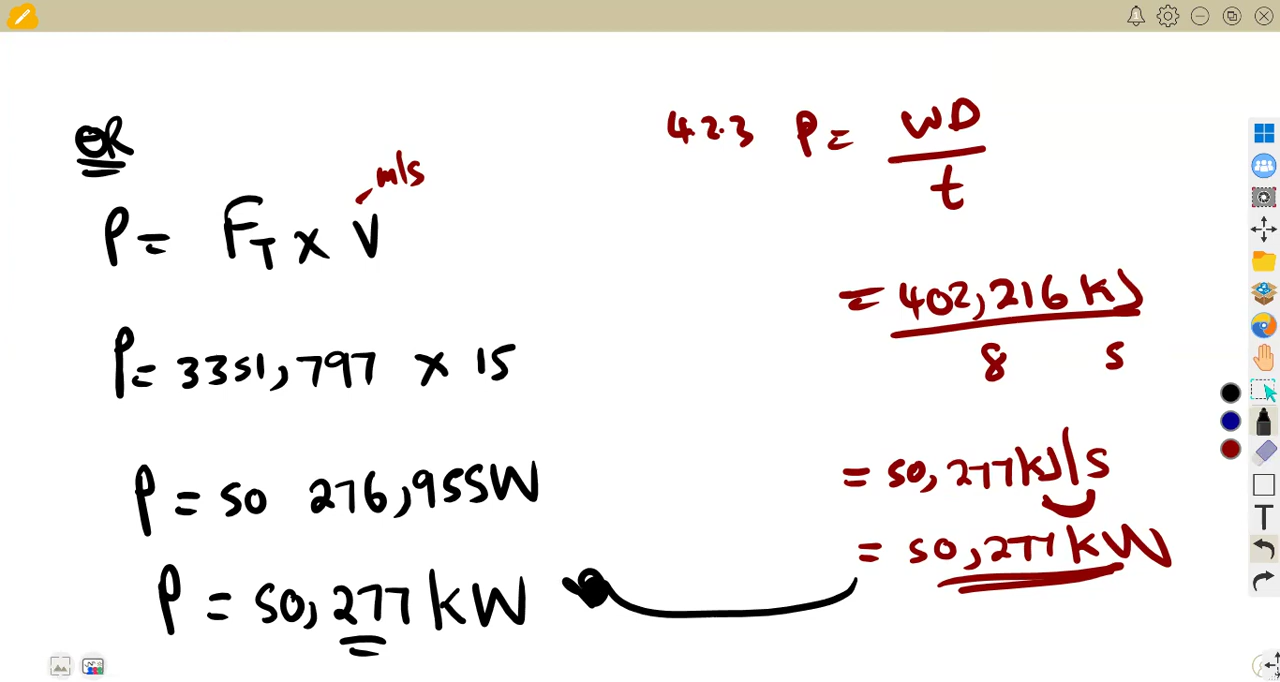 OR
P = F_T x V m/s
P = 3351,797 x 15
P = 50 276,955W
P = 50,277 kW
4.2.3 P = WD
t
= 402,216 kJ
8 s
= 50,277 kJ/s
= 50,277 kW
T